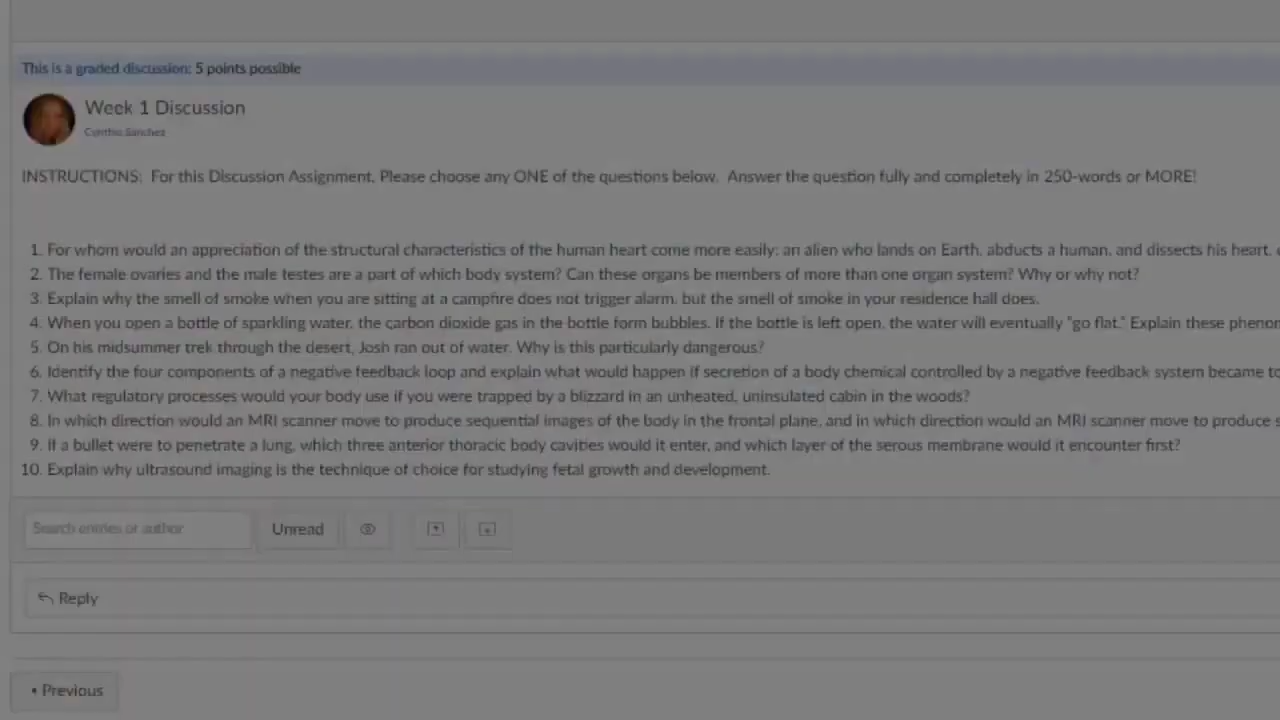 This is a graded discussion: 5 points possible
Week 1 Discussion
Cynthia Sanchez
INSTRUCTIONS:  For this Discussion Assignment, Please choose any ONE of the questions below.  Answer the question fully and completely in 250-words or MORE!
1. For whom would an appreciation of the structural characteristics of the human heart come more easily: an alien who lands on Earth, abducts a human, and dissects his heart,
2. The female ovaries and the male testes are a part of which body system? Can these organs be members of more than one organ system? Why or why not?
3. Explain why the smell of smoke when you are sitting at a campfire does not trigger alarm, but the smell of smoke in your residence hall does.
4. When you open a bottle of sparkling water, the carbon dioxide gas in the bottle form bubbles. If the bottle is left open, the water will eventually "go flat." Explain these phenom
5. On his midsummer trek through the desert, Josh ran out of water. Why is this particularly dangerous?
6. Identify the four components of a negative feedback loop and explain what would happen if secretion of a body chemical controlled by a negative feedback system became to
7. What regulatory processes would your body use if you were trapped by a blizzard in an unheated, uninsulated cabin in the woods?
8. In which direction would an MRI scanner move to produce sequential images of the body in the frontal plane, and in which direction would an MRI scanner move to produce s
9. If a bullet were to penetrate a lung, which three anterior thoracic body cavities would it enter, and which layer of the serous membrane would it encounter first?
10. Explain why ultrasound imaging is the technique of choice for studying fetal growth and development.
Search entries or author
Unread
Reply
Previous